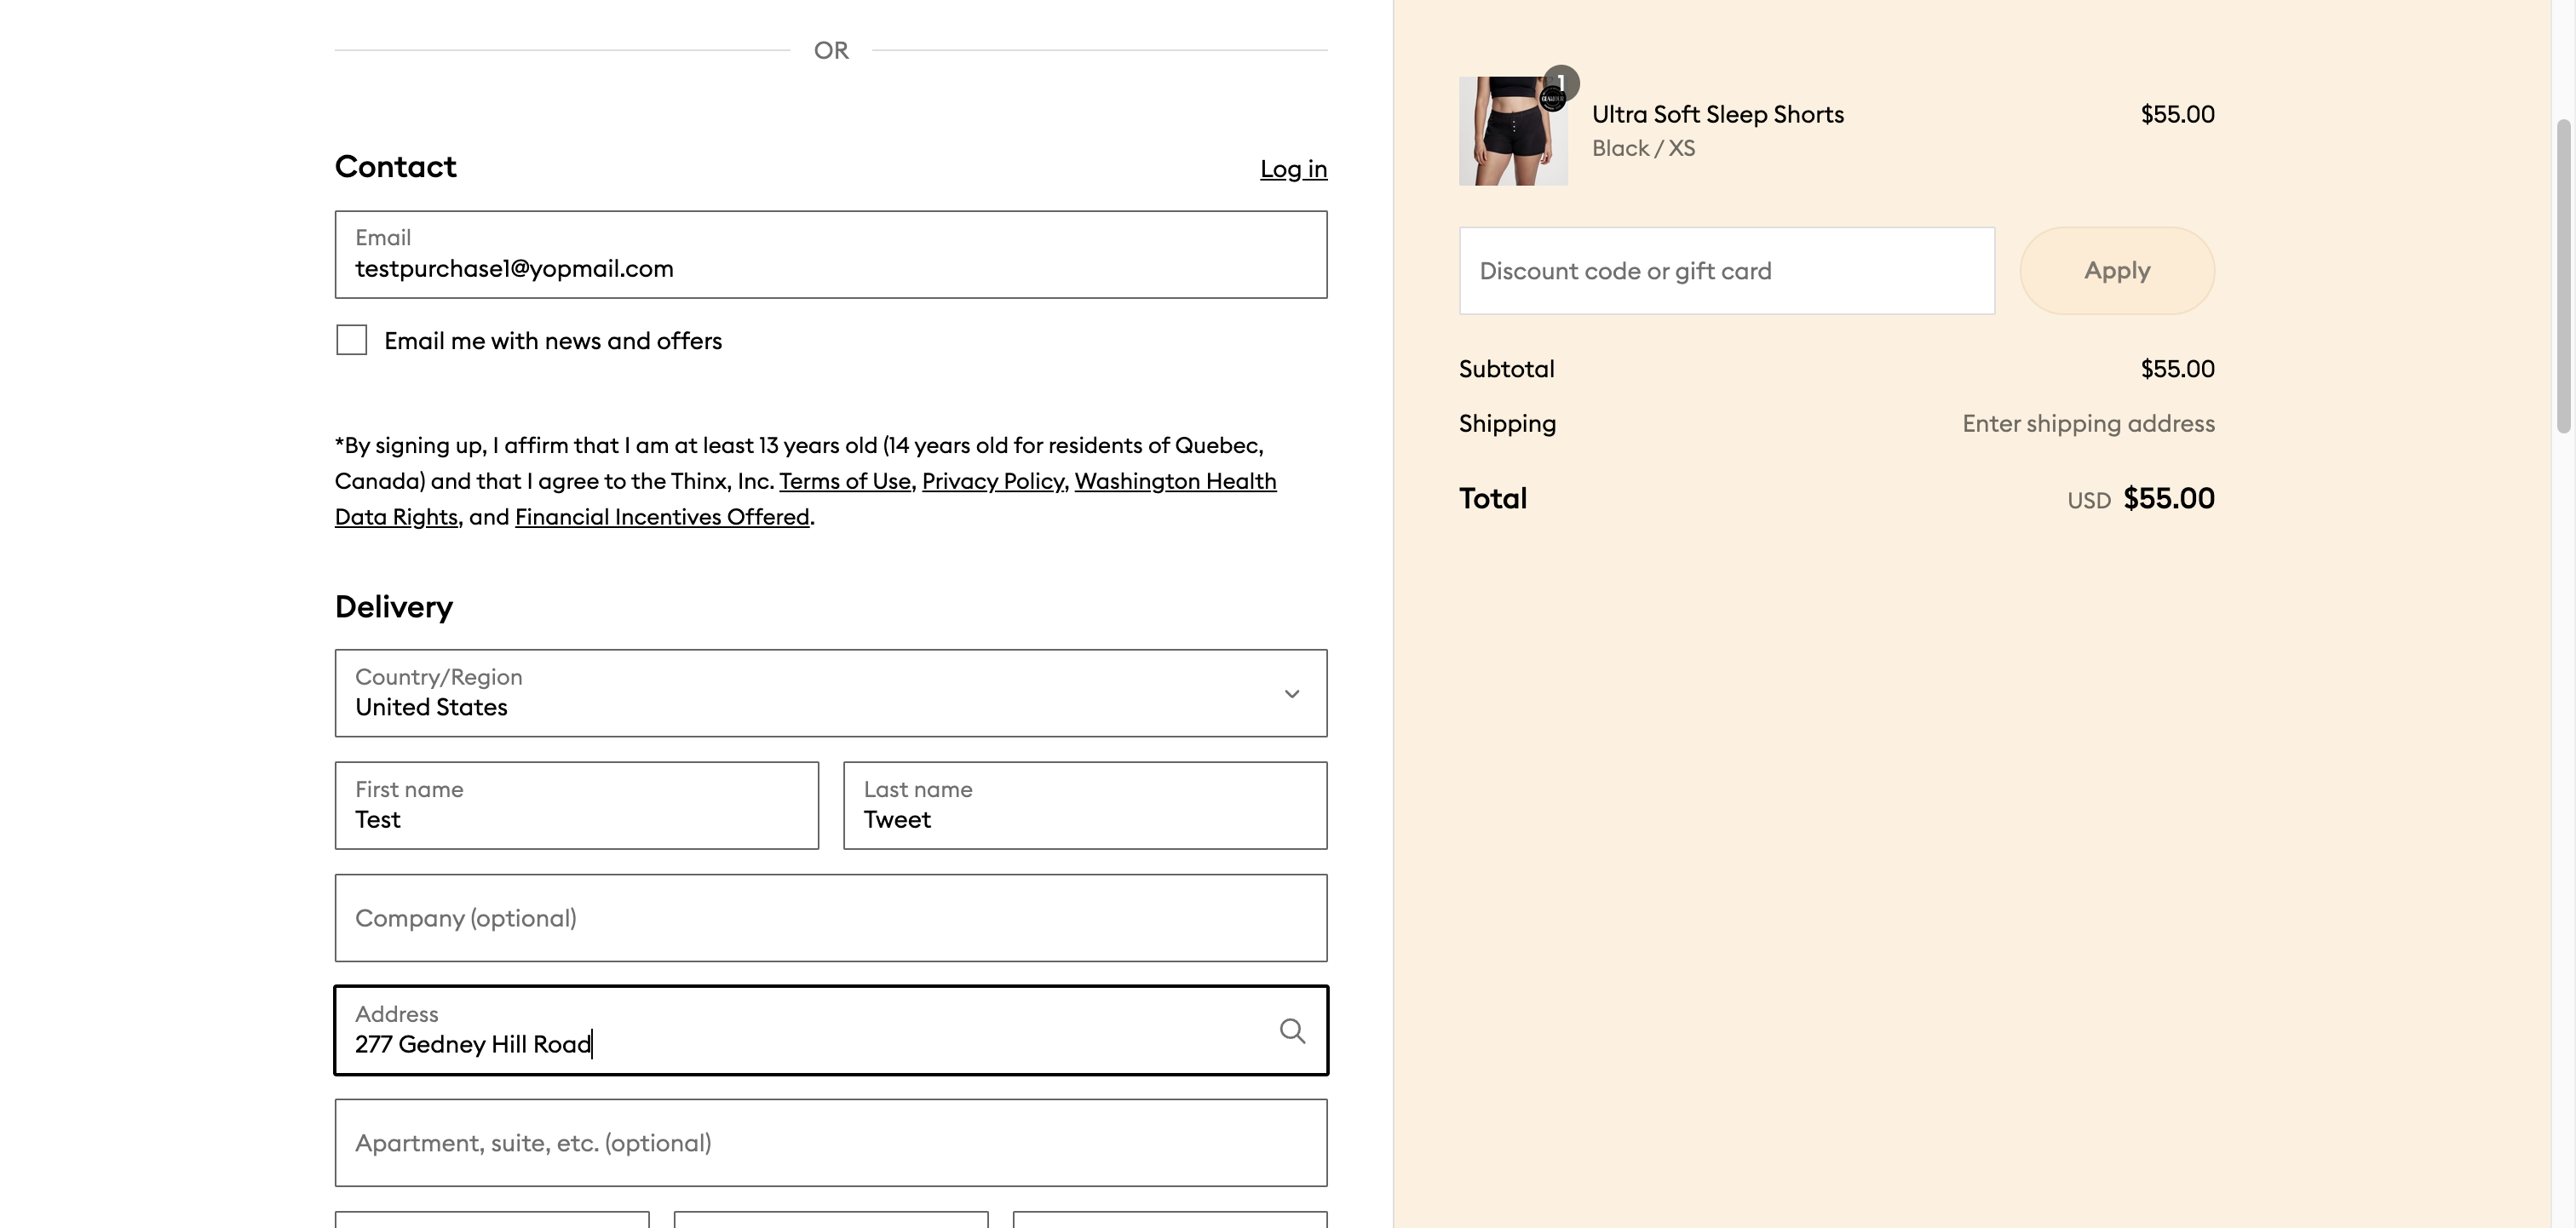 OR
Contact
Log in
Email
testpurchase1@yopmail.com
Email me with news and offers
*By signing up, I affirm that I am at least 13 years old (14 years old for residents of Quebec,
Canada) and that I agree to the Thinx, Inc. Terms of Use, Privacy Policy, Washington Health
Data Rights, and Financial Incentives Offered.
Delivery
Country/Region
United States
First name
Test
Last name
Tweet
Company (optional)
Address
277 Gedney Hill Road
Apartment, suite, etc. (optional)
1
Ultra Soft Sleep Shorts
$55.00
Black / XS
Discount code or gift card
Apply
Subtotal
$55.00
Shipping
Enter shipping address
Total
USD $55.00